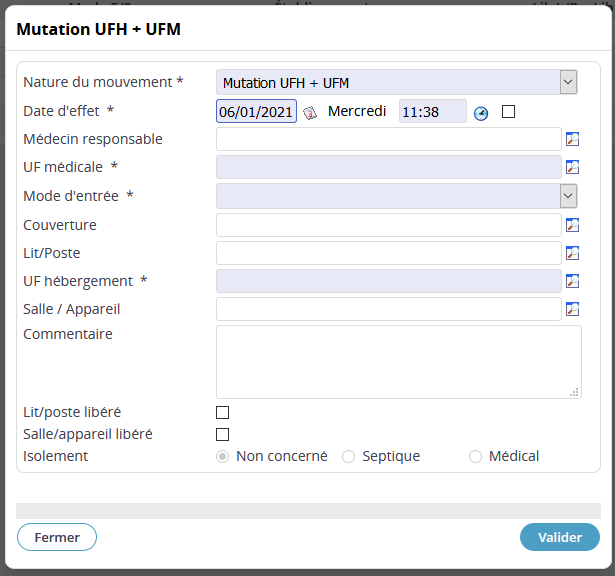 Mutation UFH + UFM
Nature du mouvement * Mutation UFH + UFM
Date d'effet * 06/01/2021 Mercredi 11:38
Médecin responsable
UF médicale *
Mode d'entrée *
Couverture
Lit/Poste
UF hébergement *
Salle / Appareil
Commentaire
Lit/poste libéré
Salle/appareil libéré
Isolement Non concerné Septique Médical
Fermer Valider